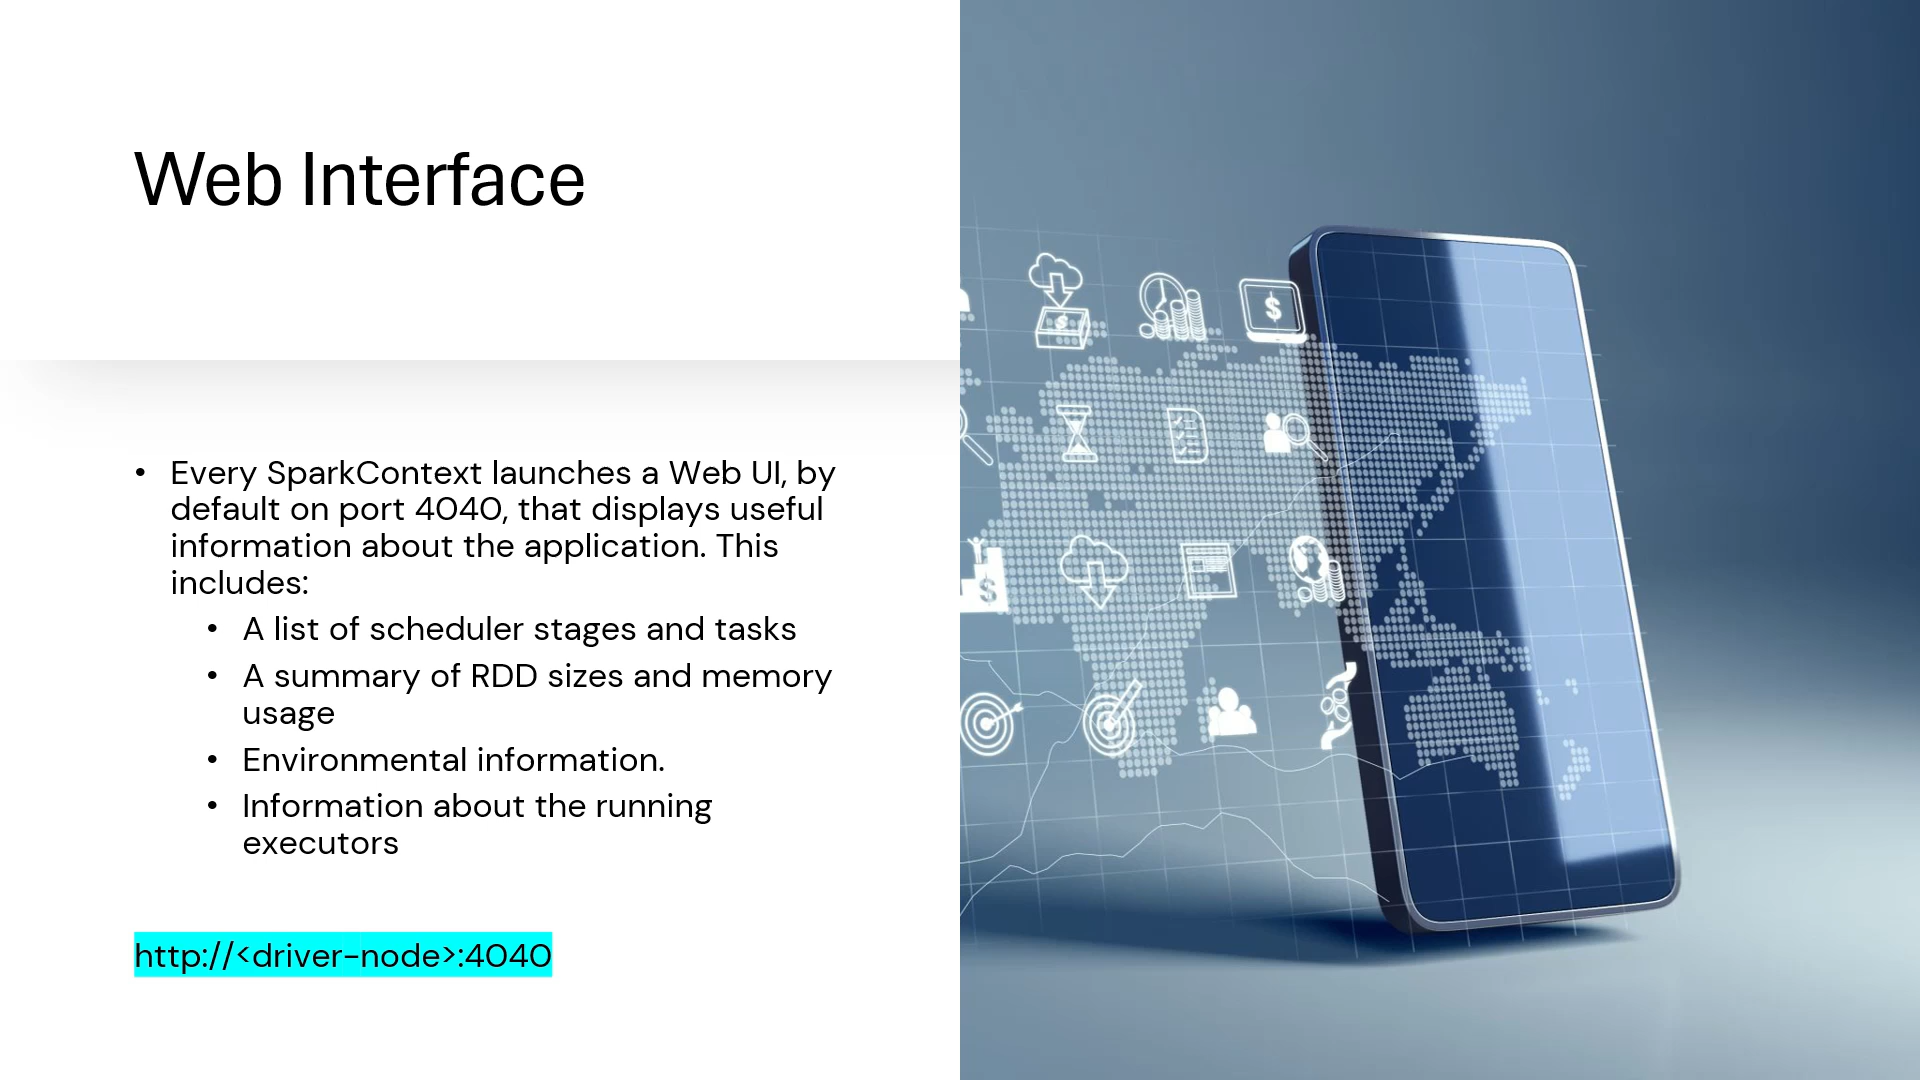 Web Interface
• Every SparkContext launches a Web UI, by
default on port 4040, that displays useful
information about the application. This
includes:
• A list of scheduler stages and tasks
• A summary of RDD sizes and memory
usage
• Environmental information.
• Information about the running
executors
http://<driver-node>:4040
$
$
$